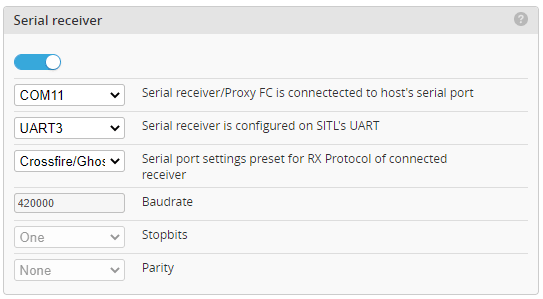 Serial receiver
?
COM11
Serial receiver/Proxy FC is connectected to host's serial port
UART3
Serial receiver is configured on SITL's UART
Crossfire/Ghos
Serial port settings preset for RX Protocol of connected
receiver
420000
Baudrate
One
Stopbits
None
Parity